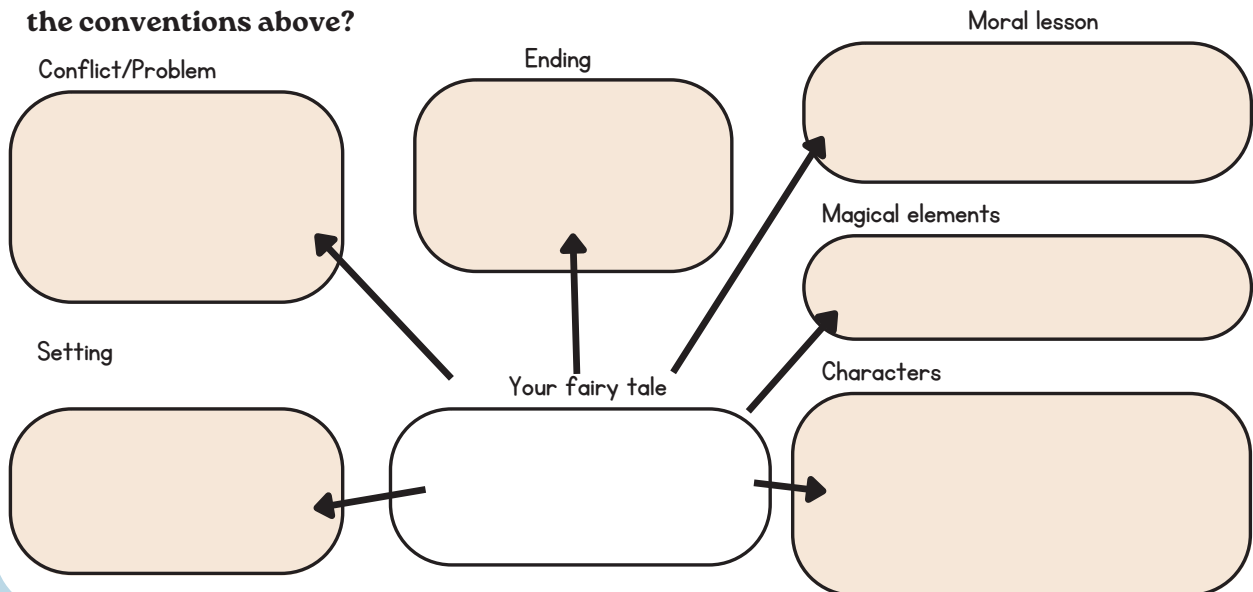 the conventions above?
Moral lesson
Conflict/Problem
Ending
Magical elements
Setting
Your fairy tale
Characters